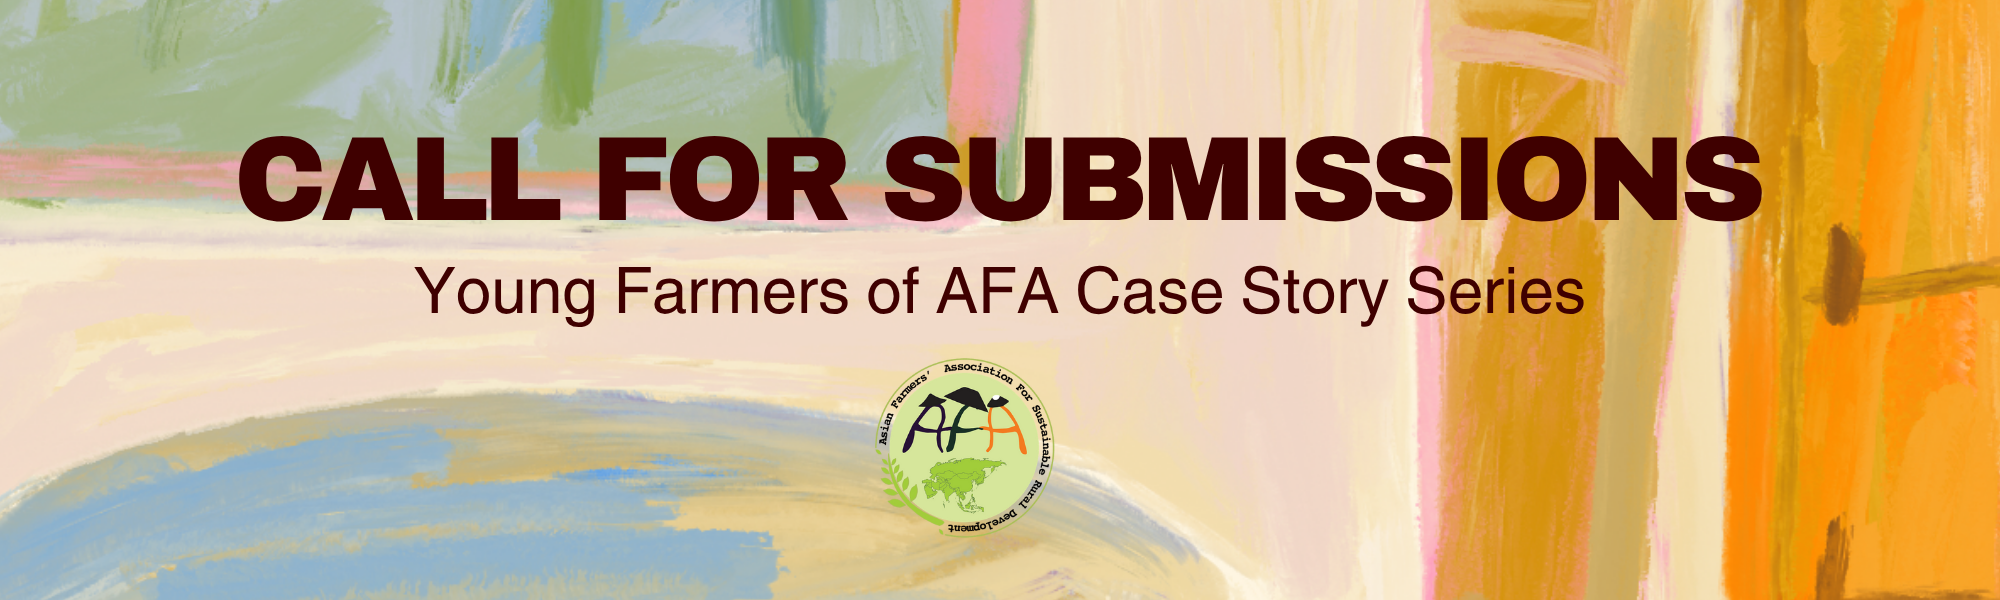 CALL FOR SUBMISSIONS
Young Farmers of AFA Case Story Series
Asian Farmers' Association For Sustainable Rural Development
AFA